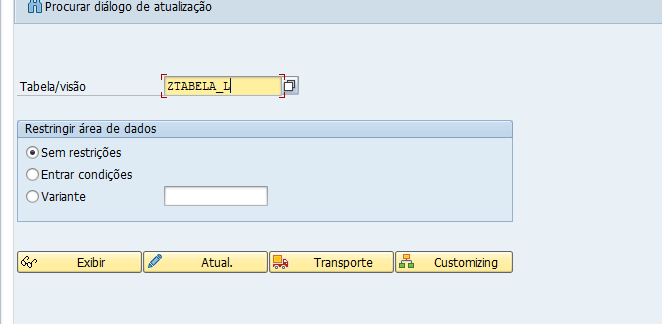 Procurar diálogo de atualização
Tabela/visão ZTABELA_L
Restringir área de dados
Sem restrições
Entrar condições
Variante
Exibir Atual. Transporte Customizing